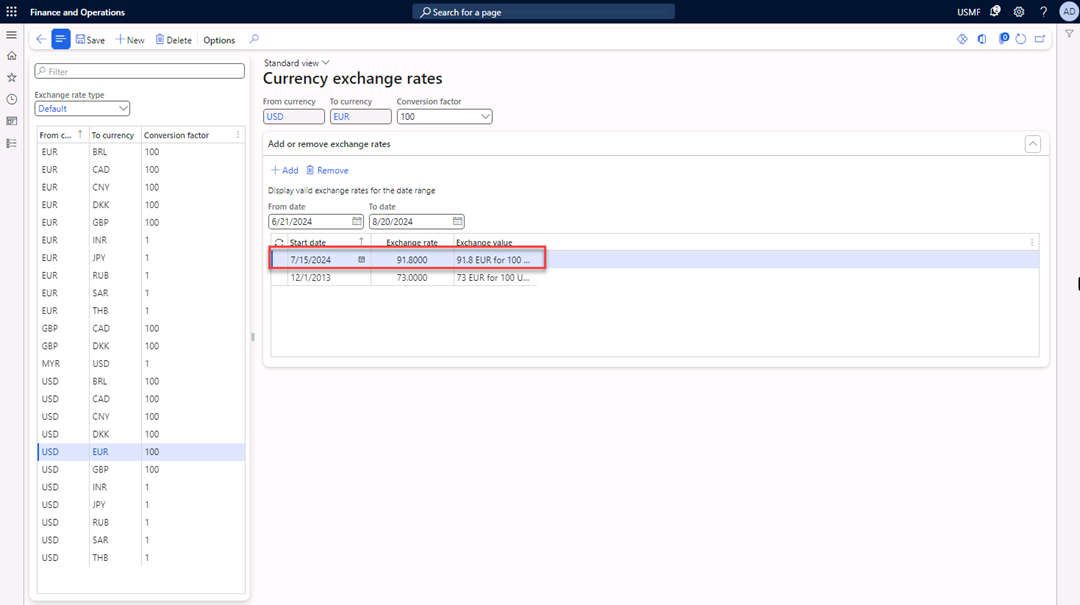 Finance and Operations
Search for a page
USMF
2
?
AD
Save
New
Delete
Options
0
Filter
Exchange rate type
Default
From c... To currency Conversion factor
EUR BRL 100
EUR CAD 100
EUR CNY 100
EUR DKK 100
EUR GBP 100
EUR INR 1
EUR JPY 1
EUR RUB 1
EUR SAR 1
EUR THB 1
GBP CAD 100
GBP DKK 100
MYR USD 1
USD BRL 100
USD CAD 100
USD CNY 100
USD DKK 100
USD EUR 100
USD GBP 100
USD INR 1
USD JPY 1
USD RUB 1
USD SAR 1
USD THB 1
Standard view
Currency exchange rates
From currency To currency Conversion factor
USD EUR 100
Add or remove exchange rates
Add Remove
Display valid exchange rates for the date range
From date To date
6/21/2024 8/20/2024
Start date Exchange rate Exchange value
7/15/2024 91.8000 91.8 EUR for 100 ...
12/1/2013 73.0000 73 EUR for 100 U...